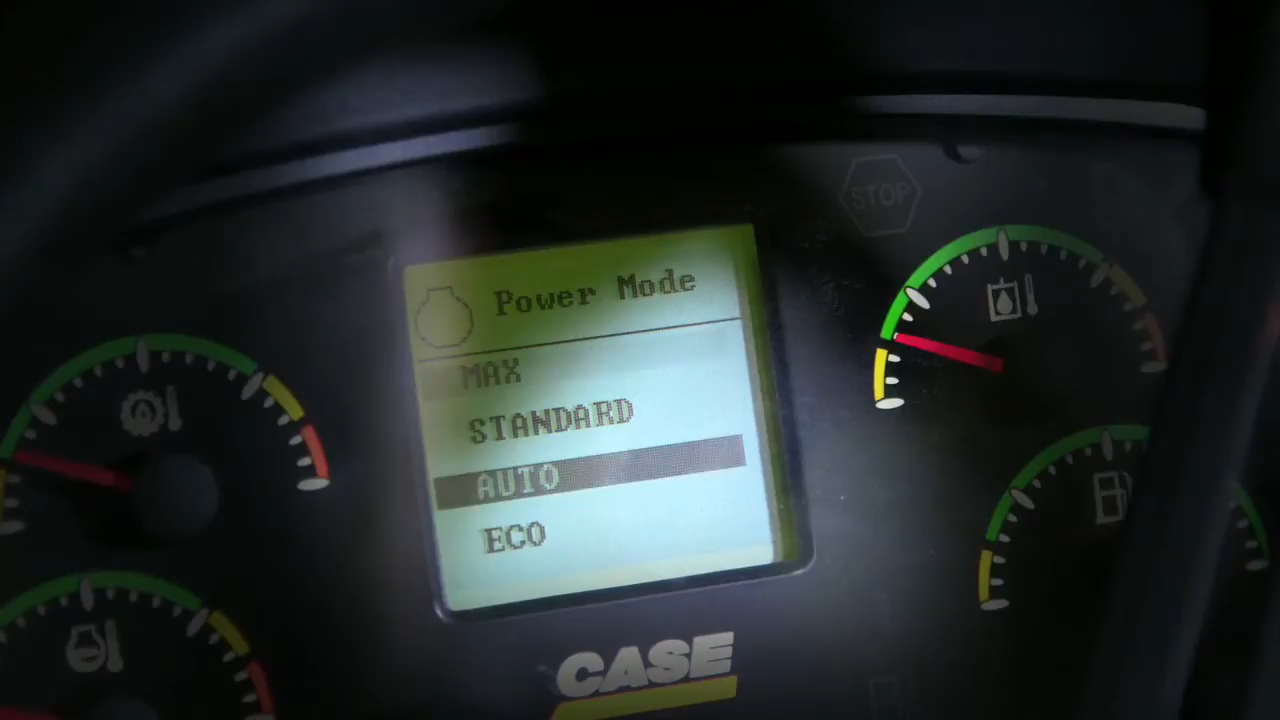 STOP
Power Mode
MAX
STANDARD
AUTO
ECO
CASE